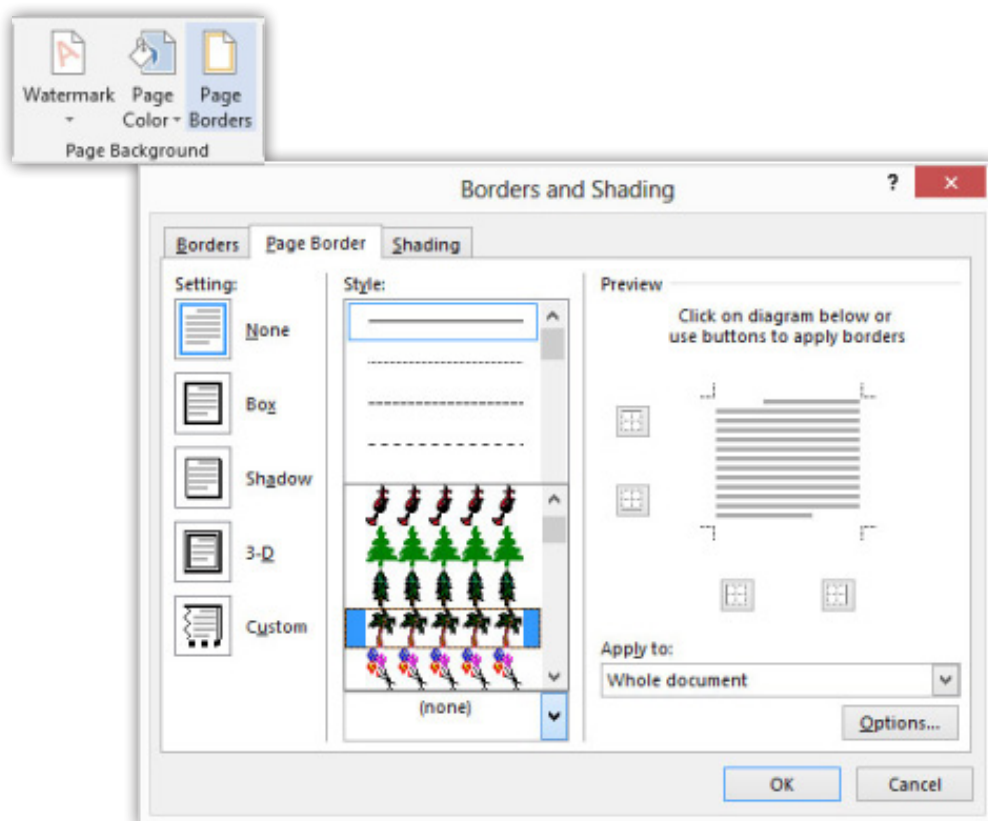 Watermark Page Page
Color Borders
Page Background
Borders and Shading
?
Borders Page Border Shading
Setting:
None
Box
Shadow
3-D
Custom
Style:
(none)
Preview
Click on diagram below or
use buttons to apply borders
Apply to:
Whole document
Options...
OK Cancel